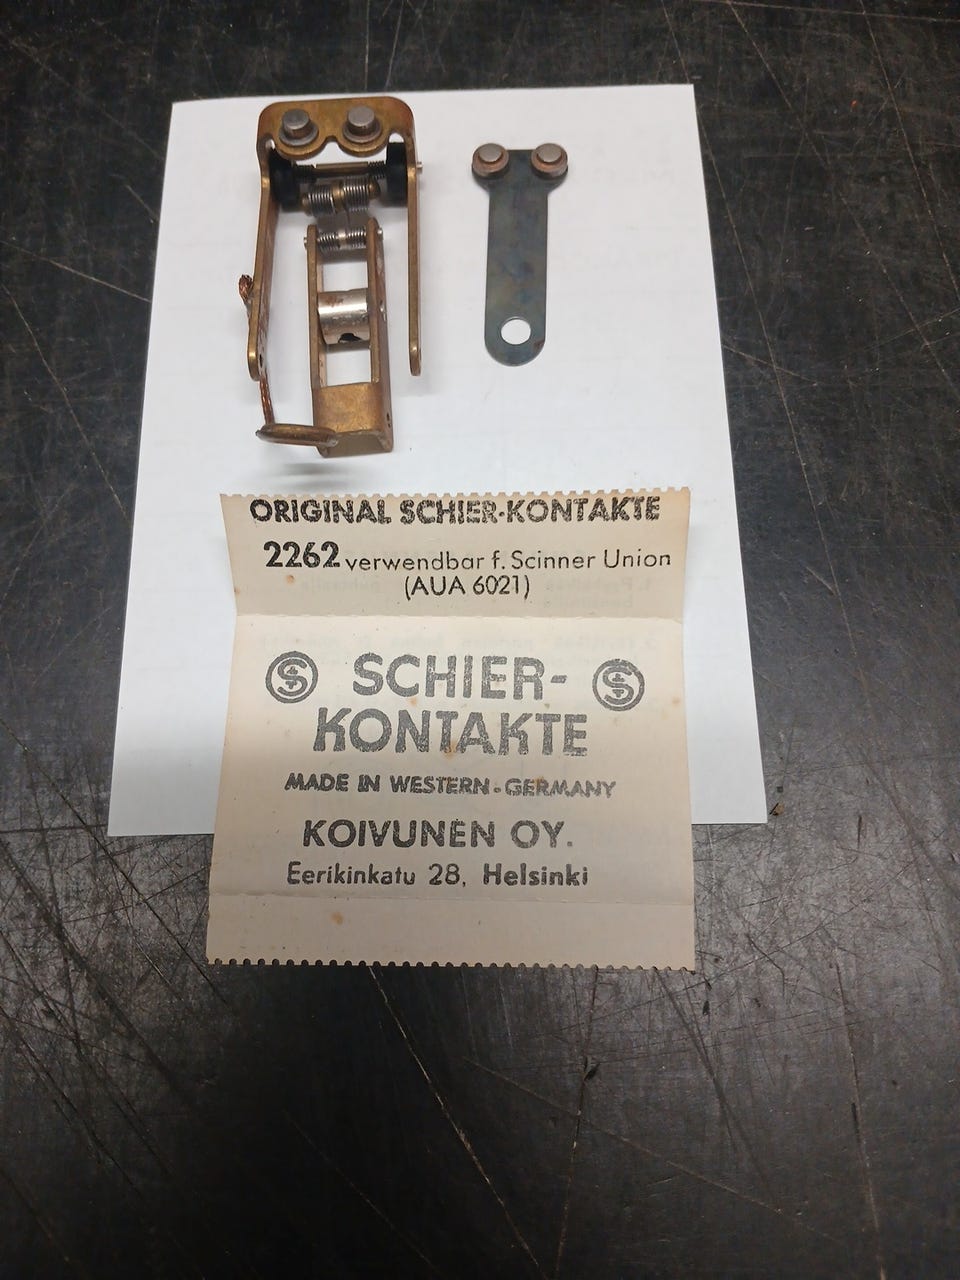 ORIGINAL SCHIER-KONTAKTE
2262 verwendbar f. Scinner Union
(AUA 6021)
SCHIER-
KONTAKTE
MADE IN WESTERN-GERMANY
KOIVUNEN OY.
Eerikinkatu 28, Helsinki